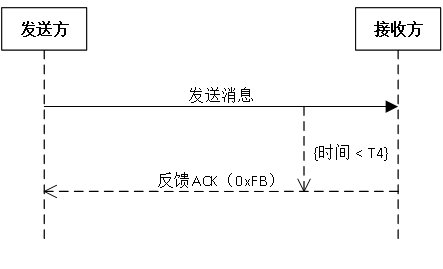 发送方
接收方
发送消息
{时间 < T4}
反馈ACK（0xFB）